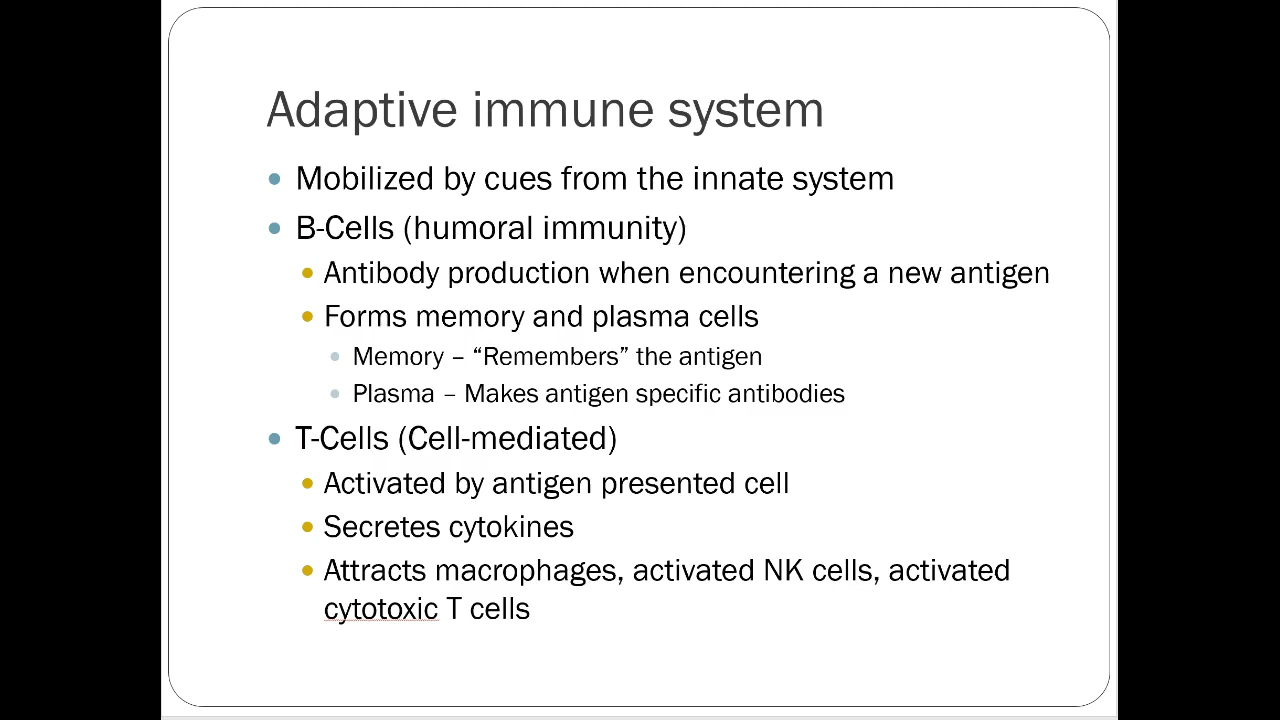 Adaptive immune system
• Mobilized by cues from the innate system
• B-Cells (humoral immunity)
• Antibody production when encountering a new antigen
• Forms memory and plasma cells
• Memory – “Remembers” the antigen
• Plasma – Makes antigen specific antibodies
• T-Cells (Cell-mediated)
• Activated by antigen presented cell
• Secretes cytokines
• Attracts macrophages, activated NK cells, activated
cytotoxic T cells